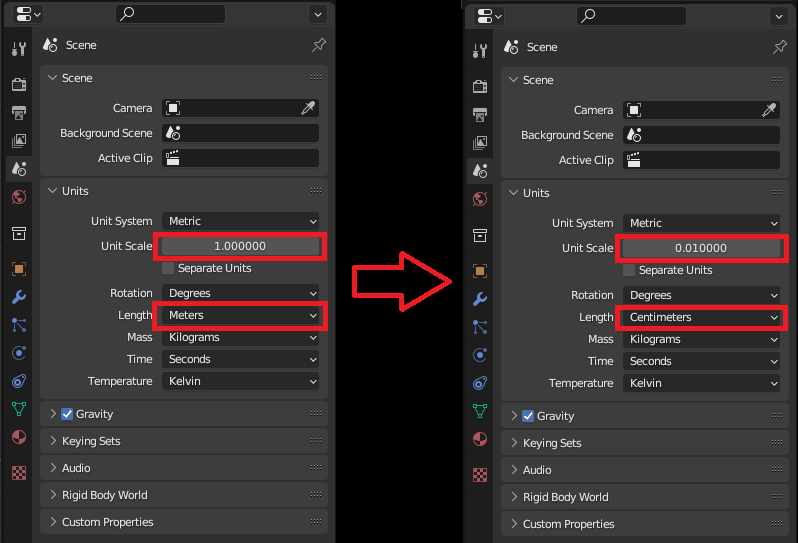 Scene
Scene
Camera
Background Scene
Active Clip
Units
Unit System Metric
Unit Scale 1.000000
Separate Units
Rotation Degrees
Length Meters
Mass Kilograms
Time Seconds
Temperature Kelvin
Gravity
Keying Sets
Audio
Rigid Body World
Custom Properties
Scene
Scene
Camera
Background Scene
Active Clip
Units
Unit System Metric
Unit Scale 0.010000
Separate Units
Rotation Degrees
Length Centimeters
Mass Kilograms
Time Seconds
Temperature Kelvin
Gravity
Keying Sets
Audio
Rigid Body World
Custom Properties